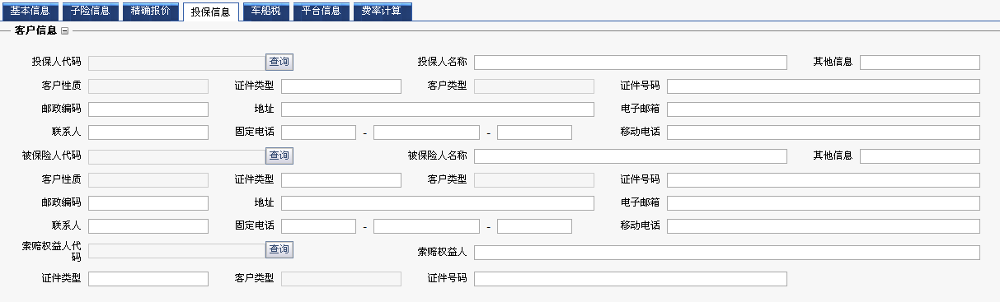 基本信息 子险信息 精确报价 投保信息 车船税 平台信息 费率计算
客户信息
投保人代码 查询 投保人名称 其他信息
客户性质 证件类型 客户类型 证件号码
邮政编码 地址 电子邮箱
联系人 固定电话 - - 移动电话
被保险人代码 查询 被保险人名称 其他信息
客户性质 证件类型 客户类型 证件号码
邮政编码 地址 电子邮箱
联系人 固定电话 - - 移动电话
索赔权益人代码 查询 索赔权益人
证件类型 客户类型 证件号码